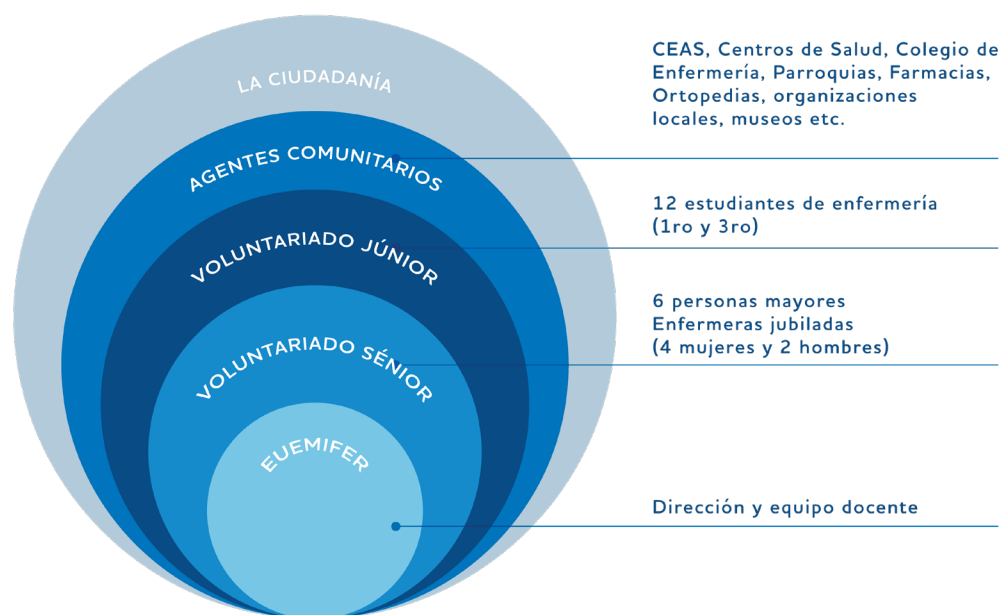 LA CIUDADANÍA
CEAS, Centros de Salud, Colegio de
Enfermería, Parroquias, Farmacias,
Ortopedias, organizaciones
locales, museos etc.
AGENTES COMUNITARIOS
12 estudiantes de enfermería
(1ro y 3ro)
VOLUNTARIADO JÚNIOR
6 personas mayores
Enfermeras jubiladas
(4 mujeres y 2 hombres)
VOLUNTARIADO SÉNIOR
EUEMIFER
Dirección y equipo docente